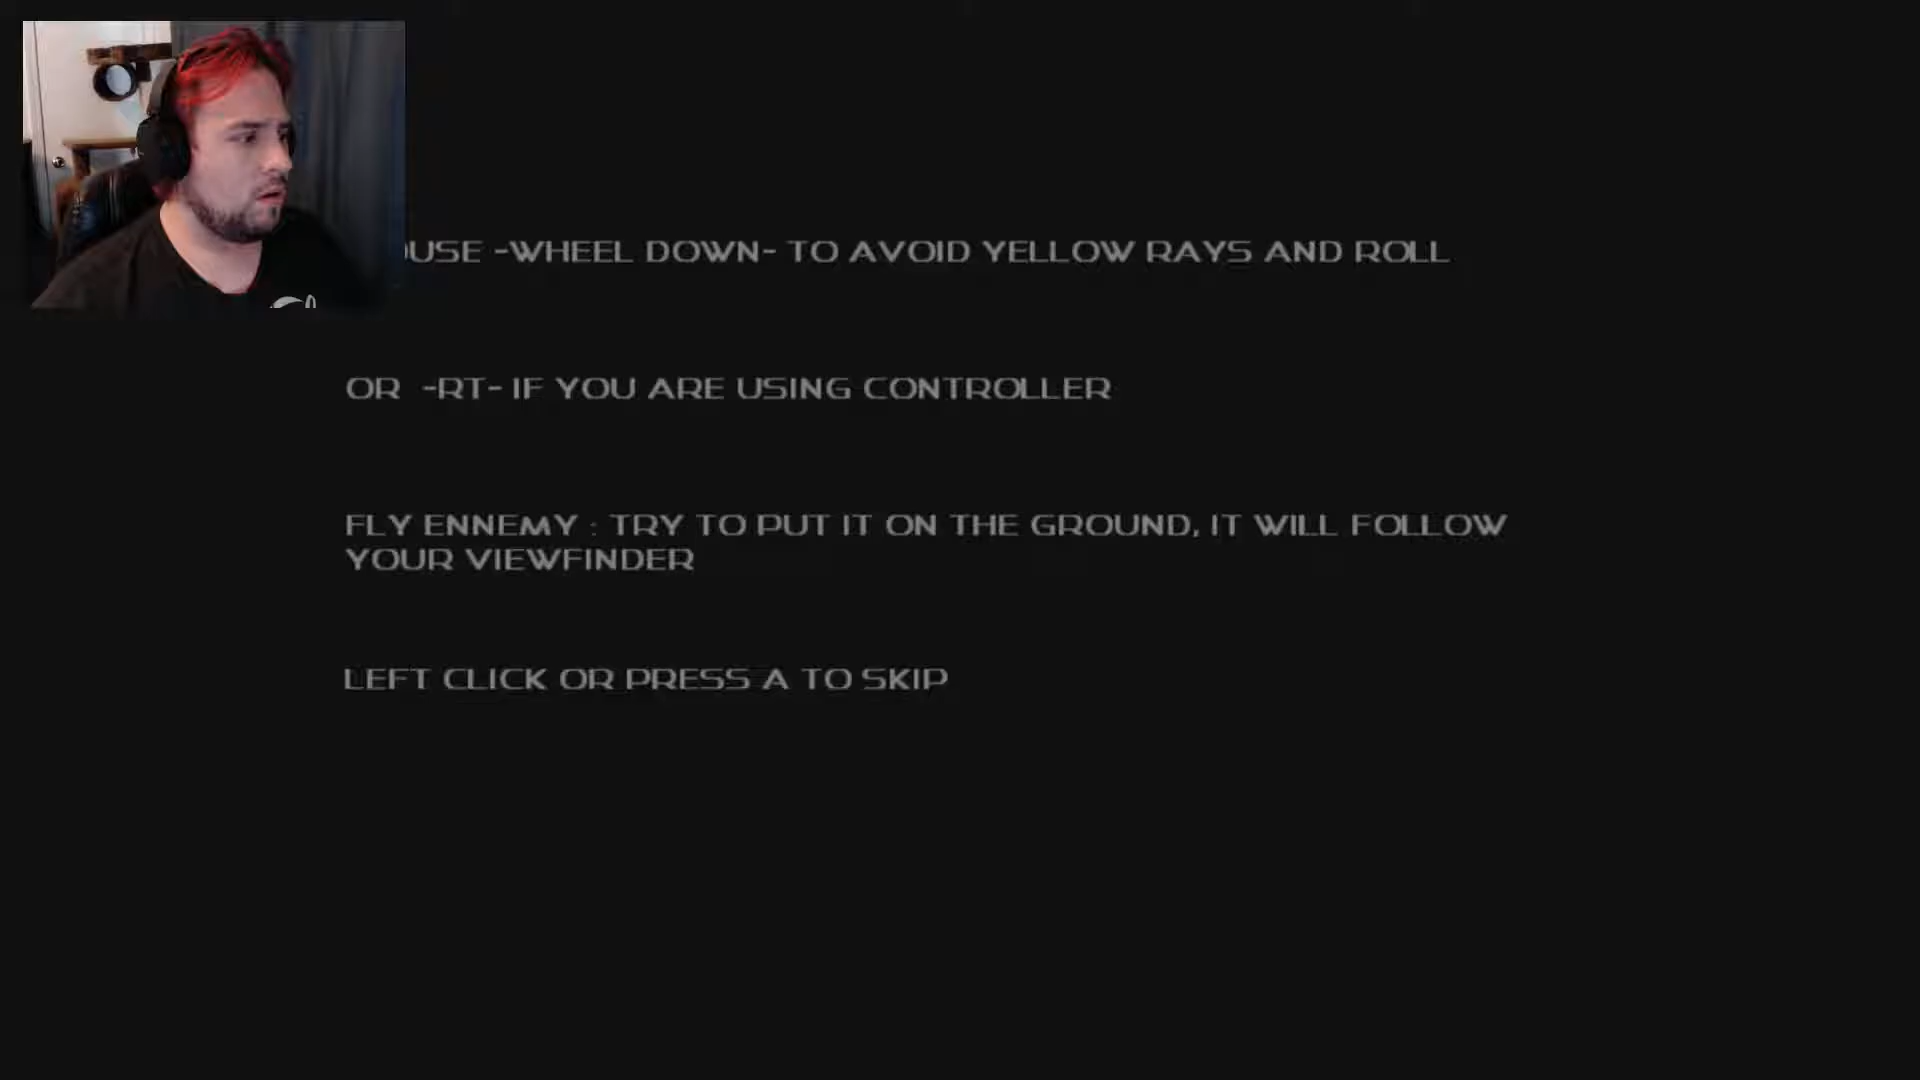 OUSE -WHEEL DOWN- TO AVOID YELLOW RAYS AND ROLL
OR -RT- IF YOU ARE USING CONTROLLER
FLY ENNEMY : TRY TO PUT IT ON THE GROUND, IT WILL FOLLOW
YOUR VIEWFINDER
LEFT CLICK OR PRESS A TO SKIP